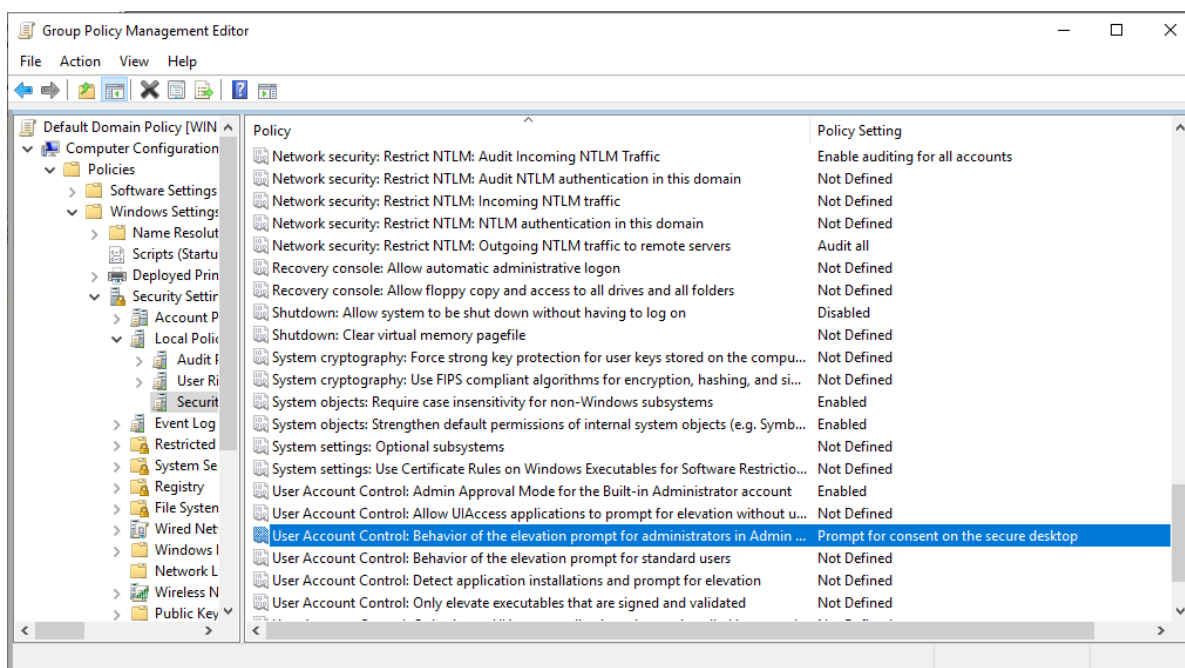 Group Policy Management Editor
File Action View Help
Default Domain Policy [WIN
Computer Configuration
Policies
Software Settings
Windows Settings
Name Resolut
Scripts (Startu
Deployed Prin
Security Settin
Account P
Local Polic
Audit P
User Ri
Securit
Event Log
Restricted
System Se
Registry
File System
Wired Net
Windows
Network L
Wireless N
Public Key
Policy Policy Setting
Network security: Restrict NTLM: Audit Incoming NTLM Traffic Enable auditing for all accounts
Network security: Restrict NTLM: Audit NTLM authentication in this domain Not Defined
Network security: Restrict NTLM: Incoming NTLM traffic Not Defined
Network security: Restrict NTLM: NTLM authentication in this domain Not Defined
Network security: Restrict NTLM: Outgoing NTLM traffic to remote servers Audit all
Recovery console: Allow automatic administrative logon Not Defined
Recovery console: Allow floppy copy and access to all drives and all folders Not Defined
Shutdown: Allow system to be shut down without having to log on Disabled
Shutdown: Clear virtual memory pagefile Not Defined
System cryptography: Force strong key protection for user keys stored on the compu... Not Defined
System cryptography: Use FIPS compliant algorithms for encryption, hashing, and si... Not Defined
System objects: Require case insensitivity for non-Windows subsystems Enabled
System objects: Strengthen default permissions of internal system objects (e.g. Symb... Enabled
System settings: Optional subsystems Not Defined
System settings: Use Certificate Rules on Windows Executables for Software Restrictio... Not Defined
User Account Control: Admin Approval Mode for the Built-in Administrator account Enabled
User Account Control: Allow UIAccess applications to prompt for elevation without u... Not Defined
User Account Control: Behavior of the elevation prompt for administrators in Admin ... Prompt for consent on the secure desktop
User Account Control: Behavior of the elevation prompt for standard users Not Defined
User Account Control: Detect application installations and prompt for elevation Not Defined
User Account Control: Only elevate executables that are signed and validated Not Defined